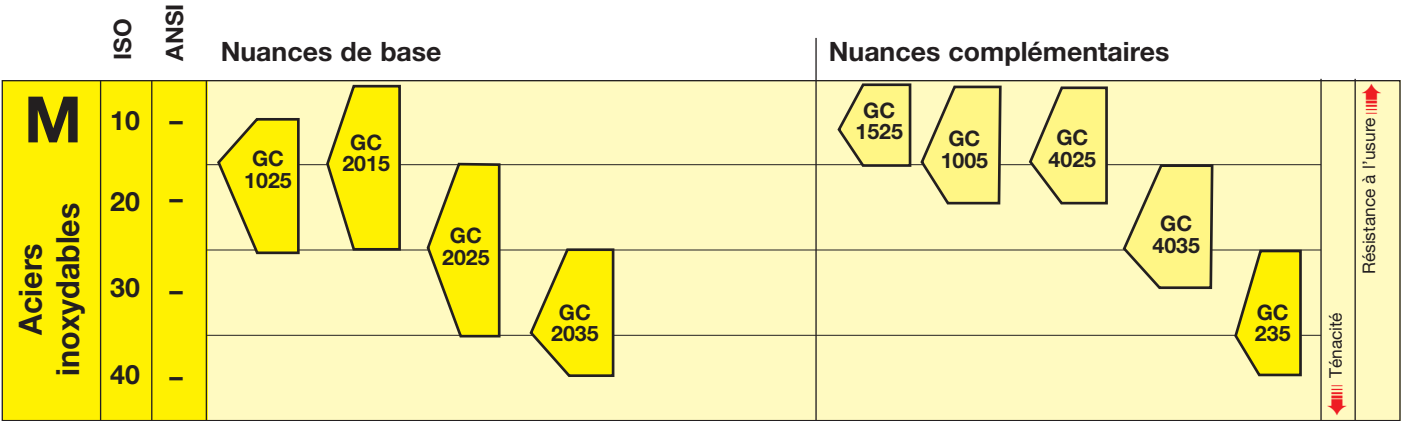 ISO
ANSI
Nuances de base
Nuances complémentaires
M
Aciers
inoxydables
10
–
20
–
30
–
40
–
GC
1025
GC
2015
GC
2025
GC
2035
GC
1525
GC
1005
GC
4025
GC
4035
GC
235
Ténacité
Résistance à l'usure